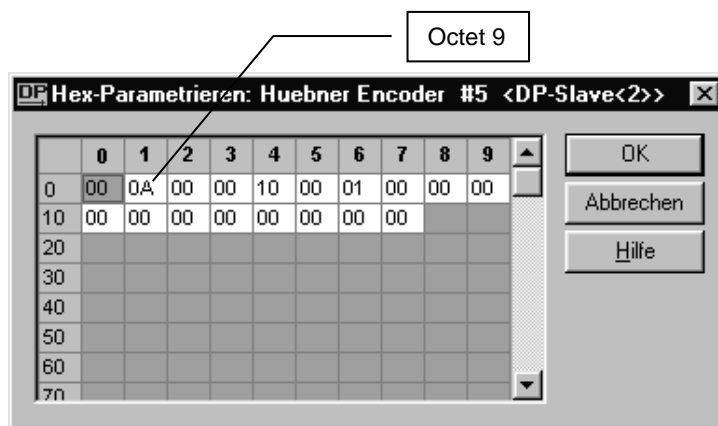 Octet 9
DP Hex-Parametrieren: Huebner Encoder #5 <DP-Slave<2>>
0 1 2 3 4 5 6 7 8 9
0 00 0A 00 00 10 00 01 00 00 00
10 00 00 00 00 00 00 00 00
20
30
40
50
60
70
OK
Abbrechen
Hilfe